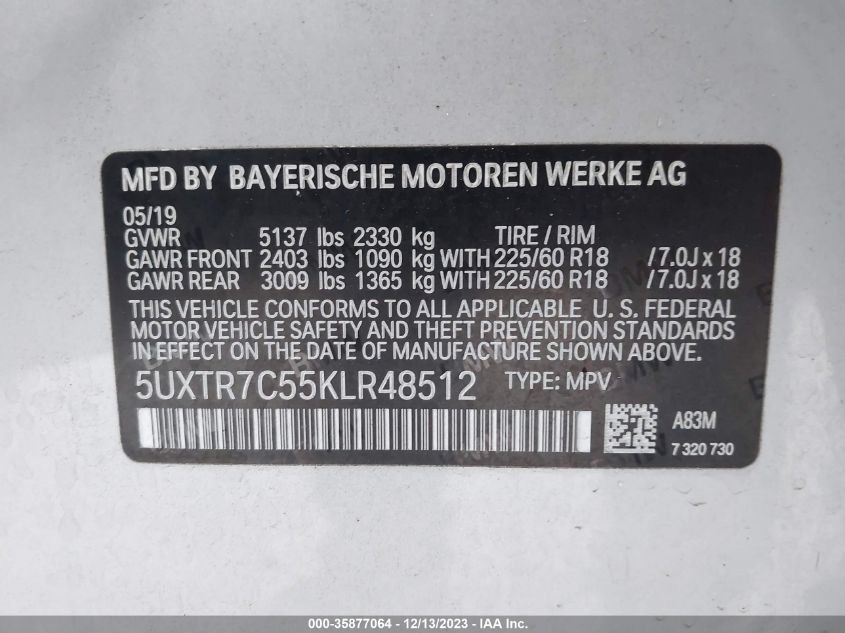 MFD BY BAYERISCHE MOTOREN WERKE AG
05/19
GVWR 5137 lbs 2330 kg TIRE / RIM
GAWR FRONT 2403 lbs 1090 kg WITH 225/60 R18 / 7.0J x 18
GAWR REAR 3009 lbs 1365 kg WITH 225/60 R18 / 7.0J x 18
THIS VEHICLE CONFORMS TO ALL APPLICABLE U. S. FEDERAL
MOTOR VEHICLE SAFETY AND THEFT PREVENTION STANDARDS
IN EFFECT ON THE DATE OF MANUFACTURE SHOWN ABOVE.
5UXTR7C55KLR48512 TYPE: MPV
A83M
7 320 730
000-35877064 / 12/13/2023 - IAA Inc.